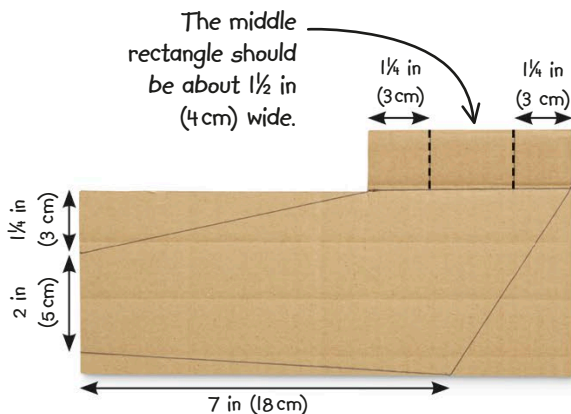 The middle
rectangle should
be about 1½ in
(4 cm) wide.
1¼ in
(3 cm)
1¼ in
(3 cm)
1¼ in
(3 cm)
2 in
(5 cm)
7 in (18 cm)